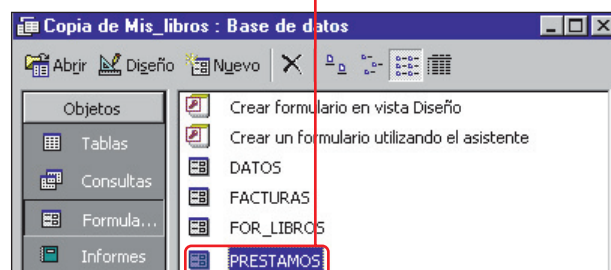 Copia de Mis_libros : Base de datos
Abrir Diseño Nuevo
Objetos
Tablas
Consultas
Formula...
Informes
Crear formulario en vista Diseño
Crear un formulario utilizando el asistente
DATOS
FACTURAS
FOR_LIBROS
PRESTAMOS